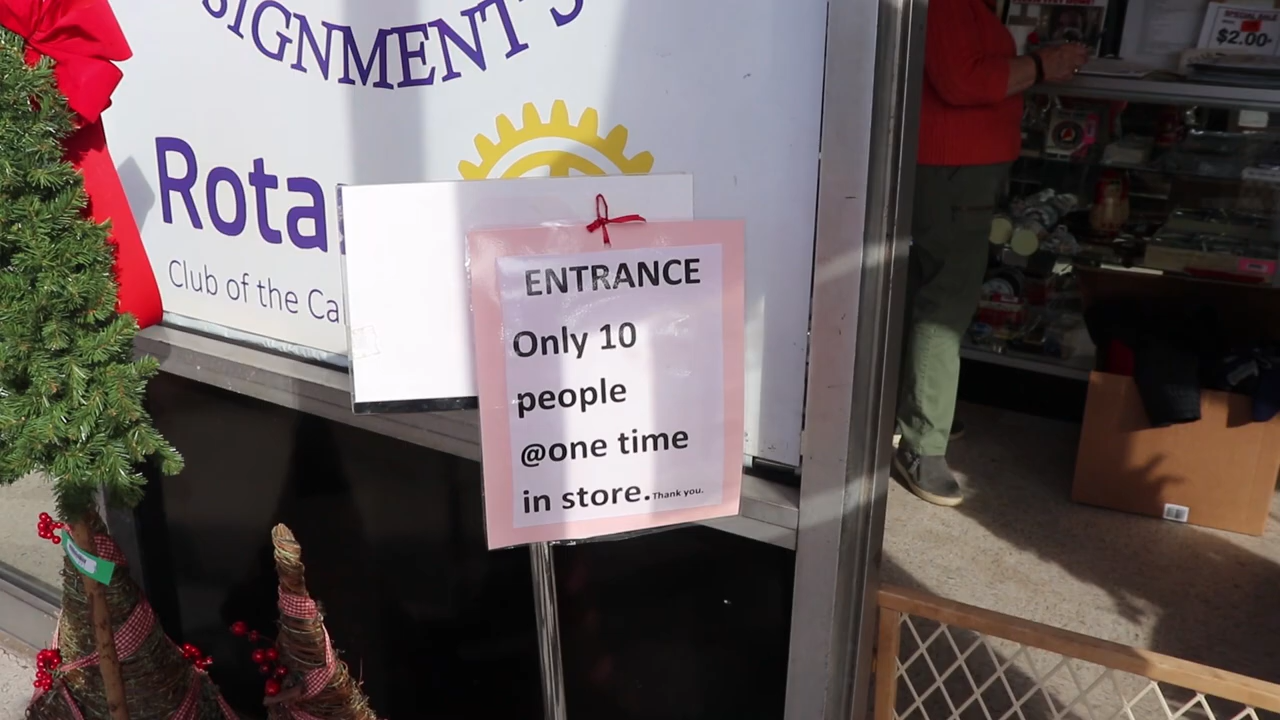 SIGNMENT'S
Rota
Club of the Ca
ENTRANCE
Only 10
people
@one time
in store. Thank you.
$2.00